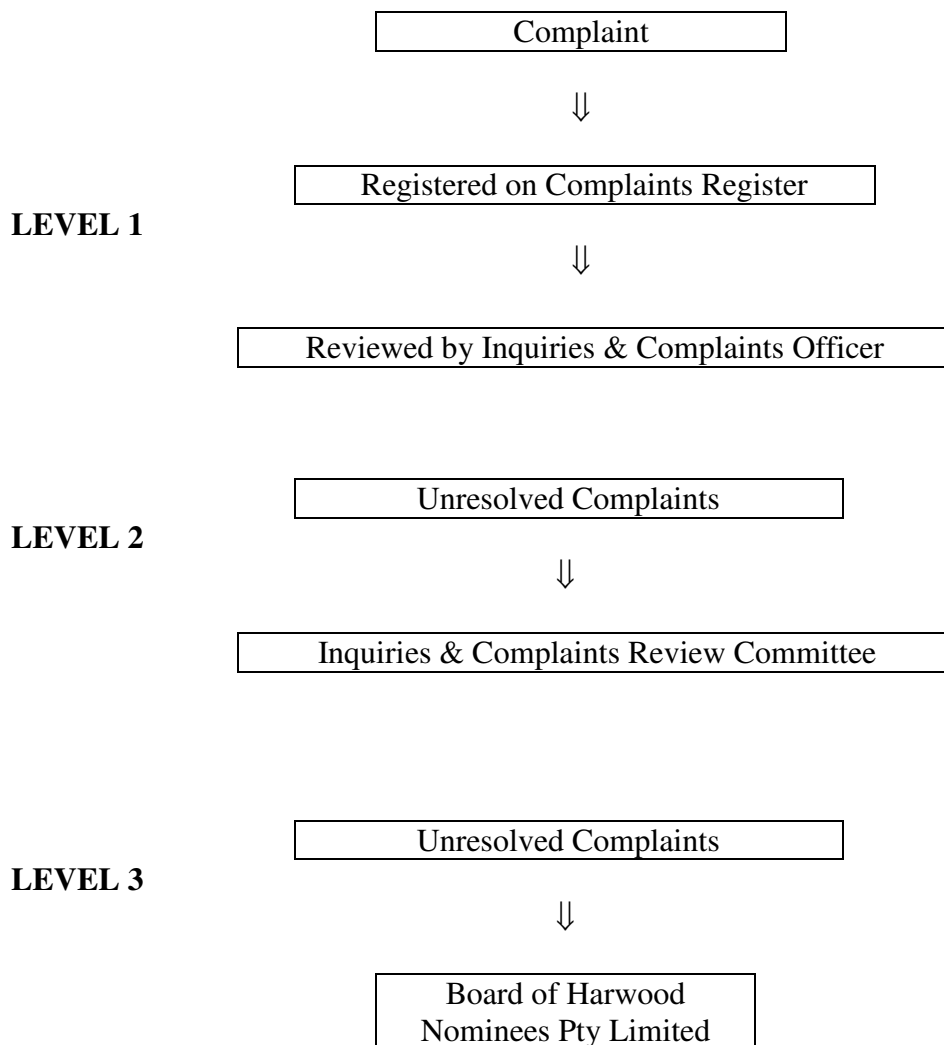 Complaint
⇓
Registered on Complaints Register
LEVEL 1
⇓
Reviewed by Inquiries & Complaints Officer
Unresolved Complaints
LEVEL 2
⇓
Inquiries & Complaints Review Committee
Unresolved Complaints
LEVEL 3
⇓
Board of Harwood
Nominees Pty Limited